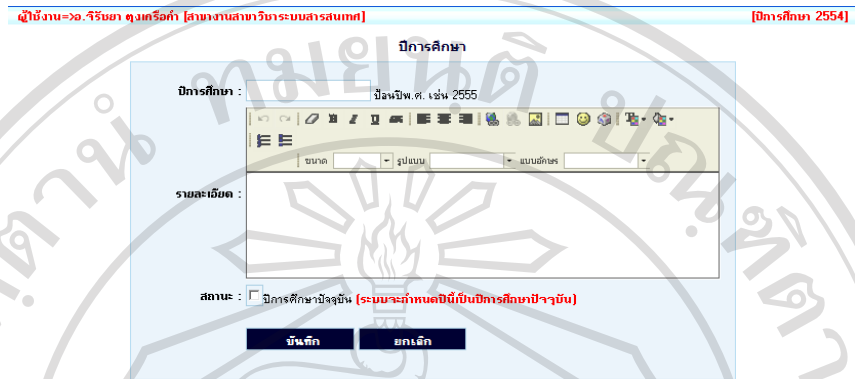 ผู้ใช้งาน=>อ.จิรัยยา ตุงเครือคำ [สาขางานสาขาวิชาระบบสารสนเทศ] [ปีการศึกษา 2554]
ปีการศึกษา
ปีการศึกษา : ป้อนปีพ.ศ. เช่น 2555
ขนาด รูปแบบ แบบอักษร
รายละเอียด :
สถานะ : ปีการศึกษาปัจจุบัน (ระบบจะกำหนดปีนี้เป็นปีการศึกษาปัจจุบัน)
บันทึก ยกเลิก